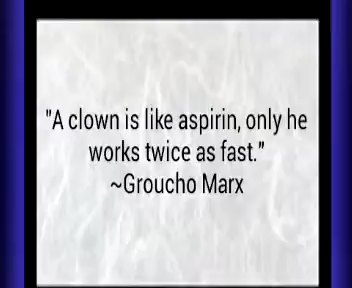 "A clown is like aspirin, only he
works twice as fast."
~Groucho Marx